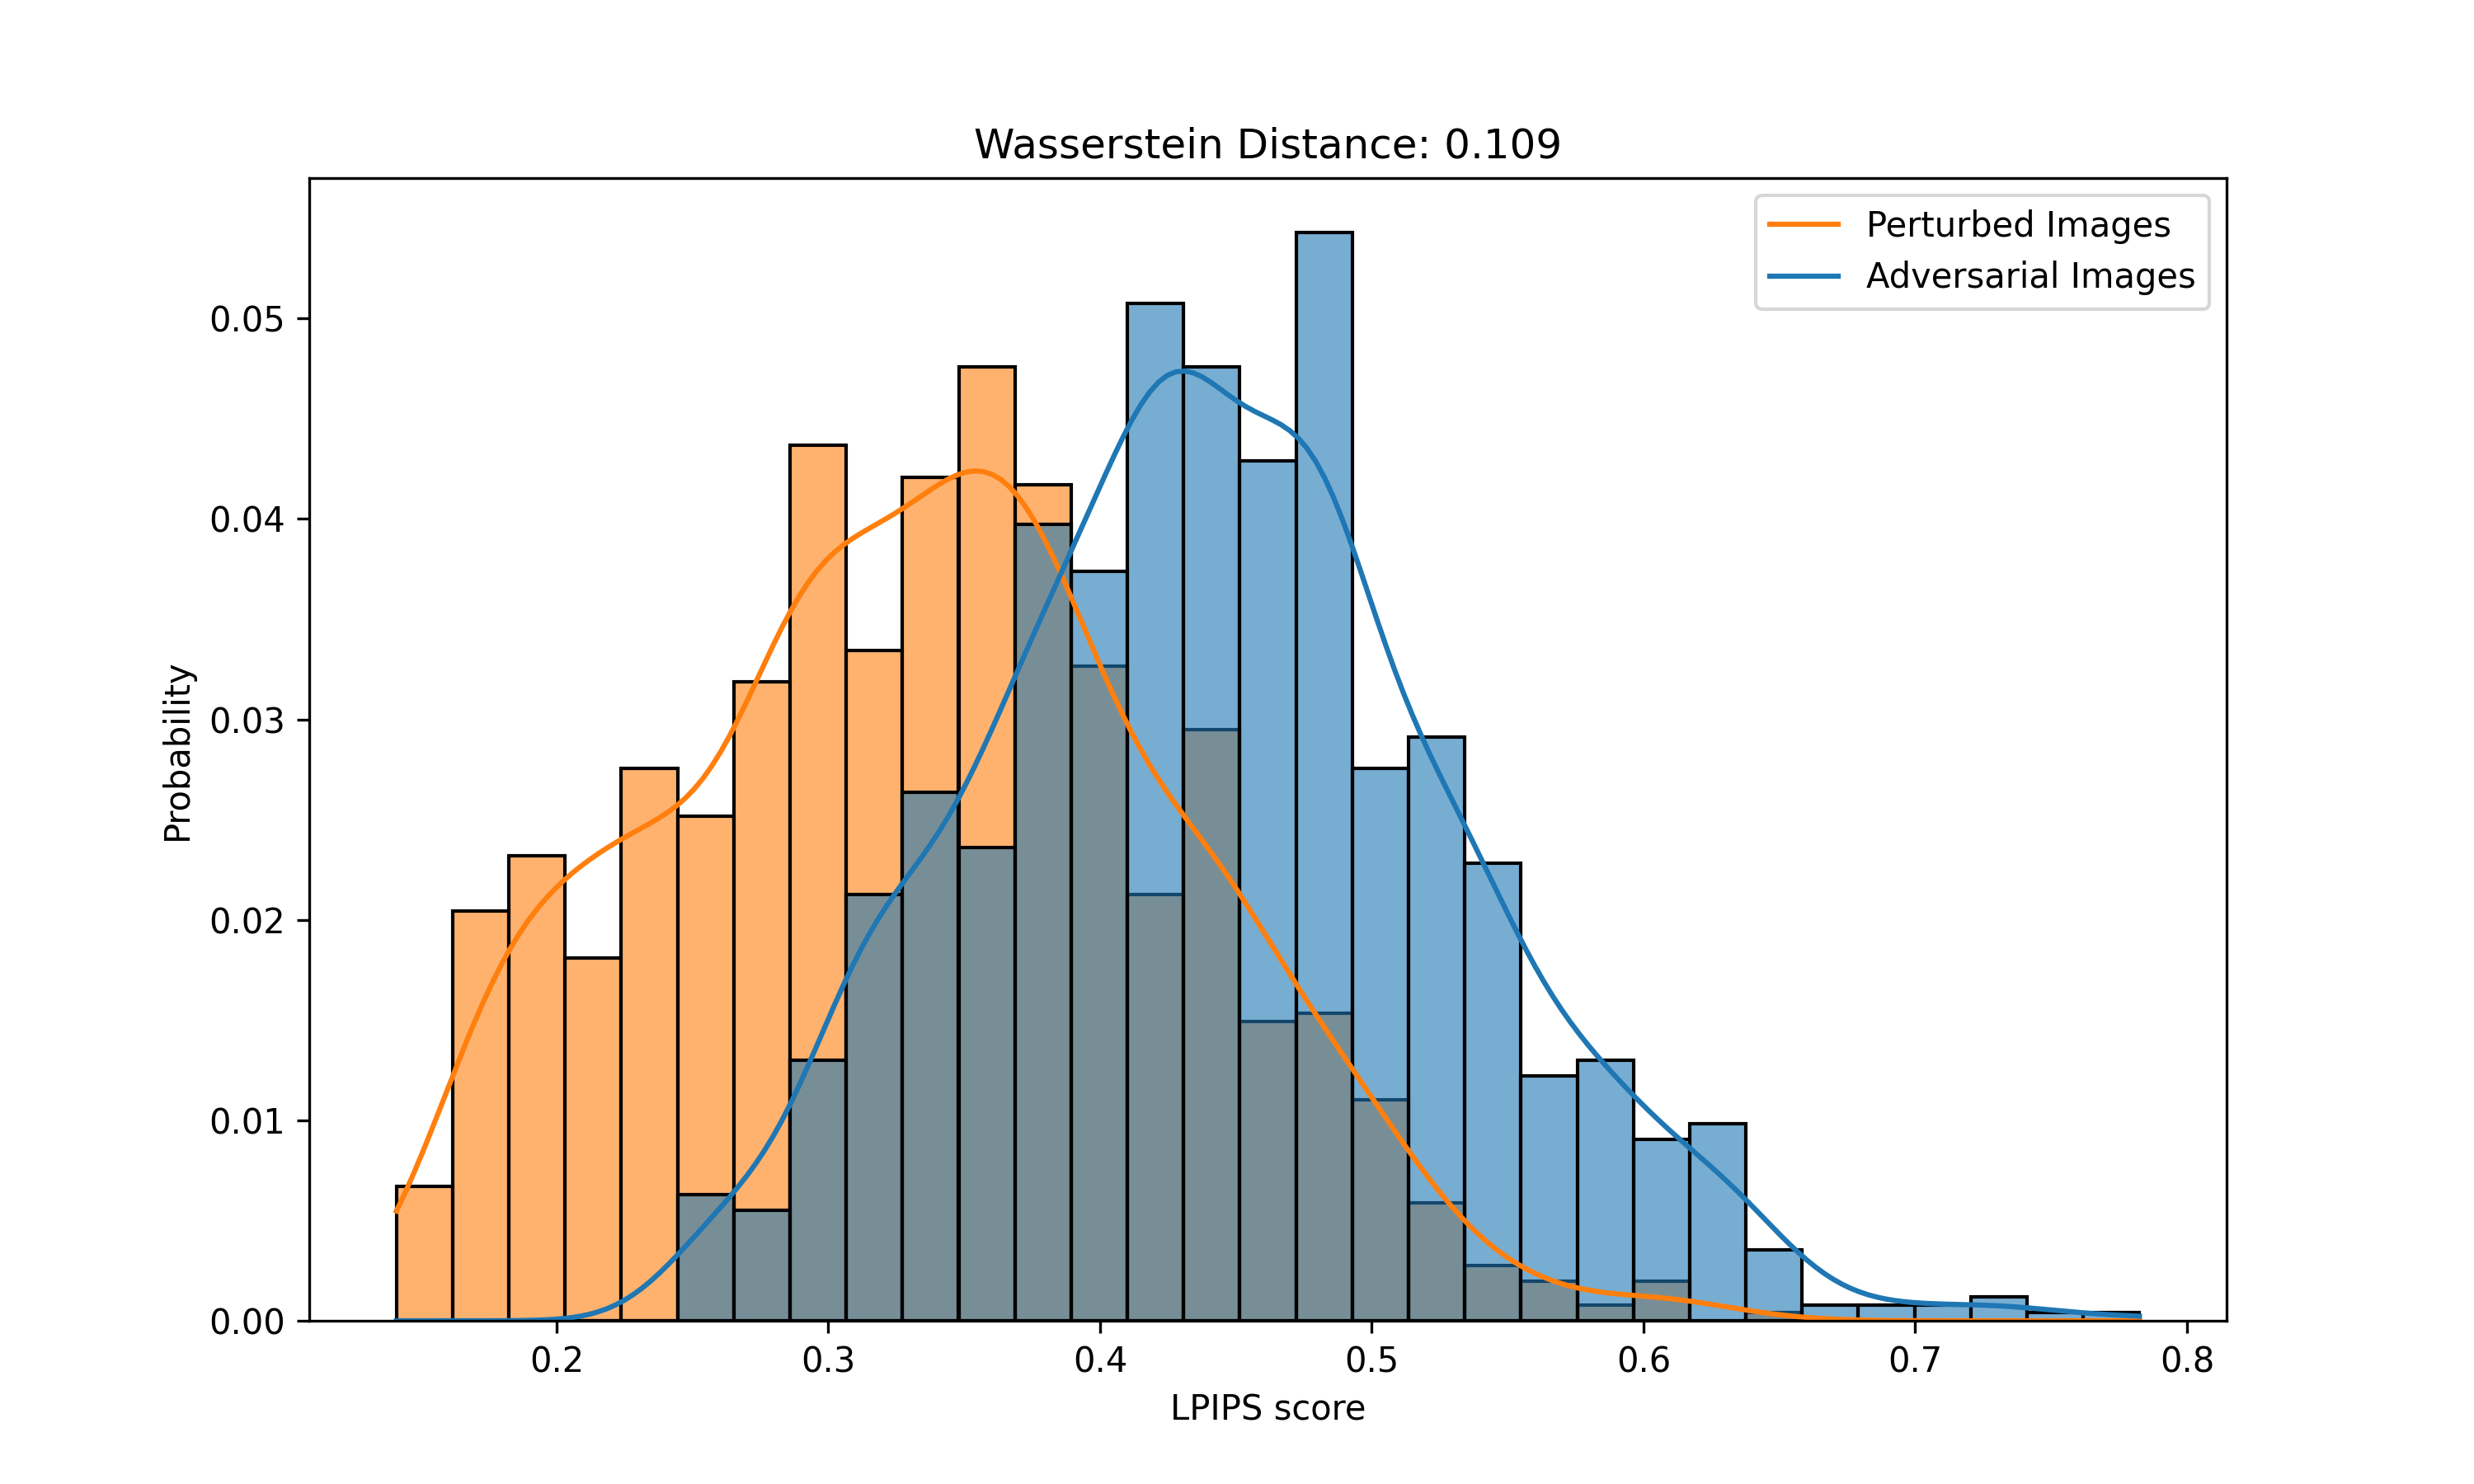 Wasserstein Distance: 0.109
Perturbed Images
Adversarial Images
Probability
0.05
0.04
0.03
0.02
0.01
0.00
0.2 0.3 0.4 0.5 0.6 0.7 0.8
LPIPS score